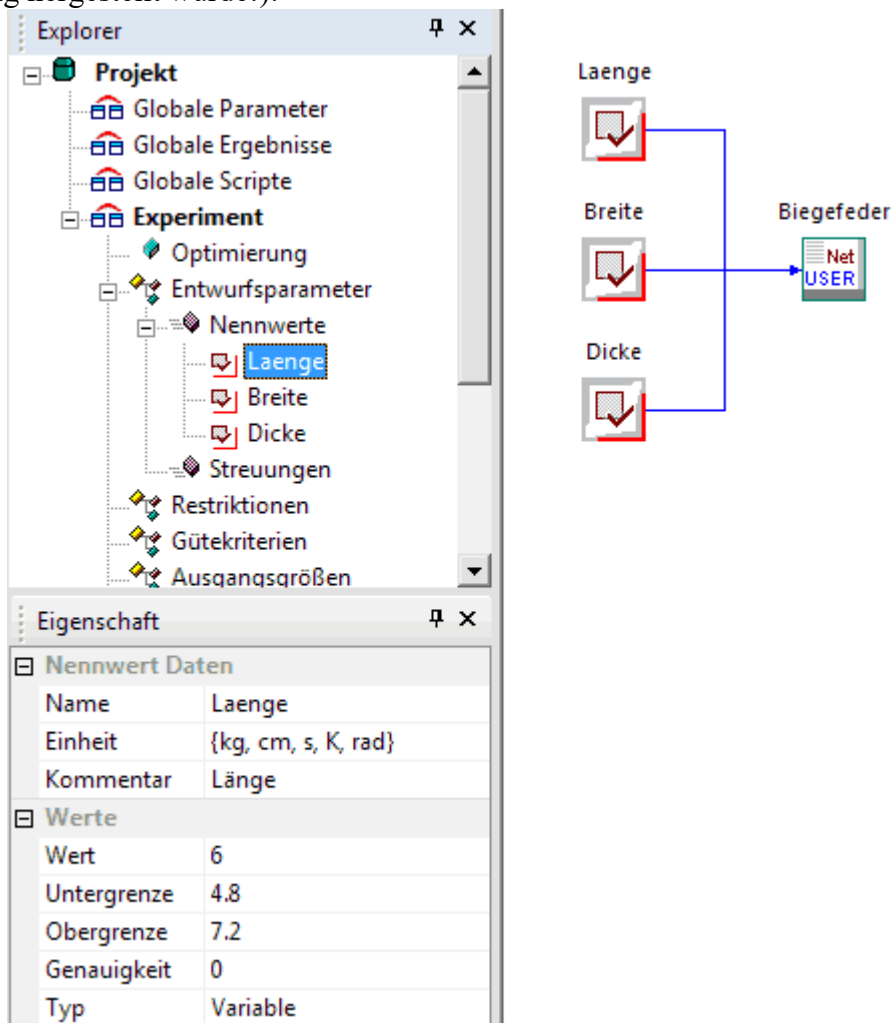 g hergestellt wurde!).
Explorer
Projekt
Globale Parameter
Globale Ergebnisse
Globale Scripte
Experiment
Optimierung
Entwurfsparameter
Nennwerte
Laenge
Breite
Dicke
Streuungen
Restriktionen
Gütekriterien
Ausgangsgrößen
Eigenschaft
Nennwert Daten
Name Laenge
Einheit {kg, cm, s, K, rad}
Kommentar Länge
Werte
Wert 6
Untergrenze 4.8
Obergrenze 7.2
Genauigkeit 0
Typ Variable
Laenge
Breite
Biegefeder
Net
USER
Dicke